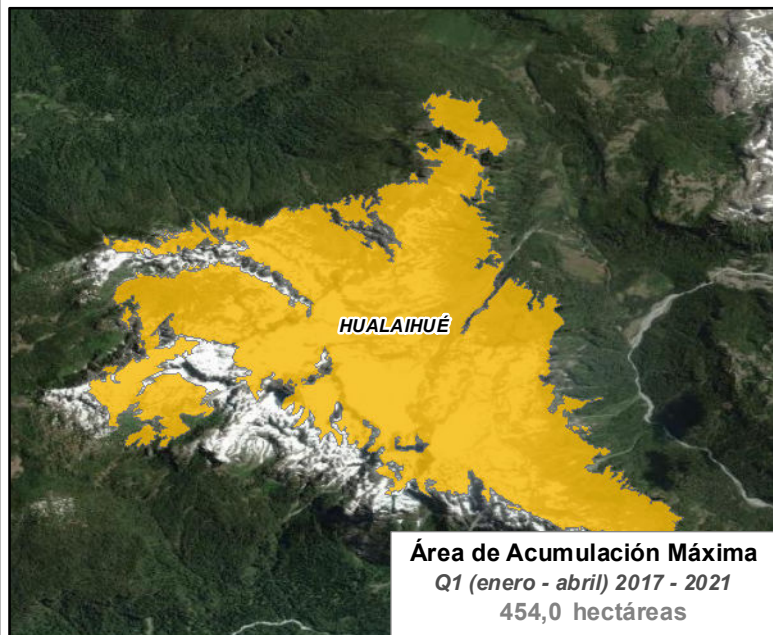 HUALAIHUÉ
Área de Acumulación Máxima
Q1 (enero - abril) 2017 - 2021
454,0 hectáreas